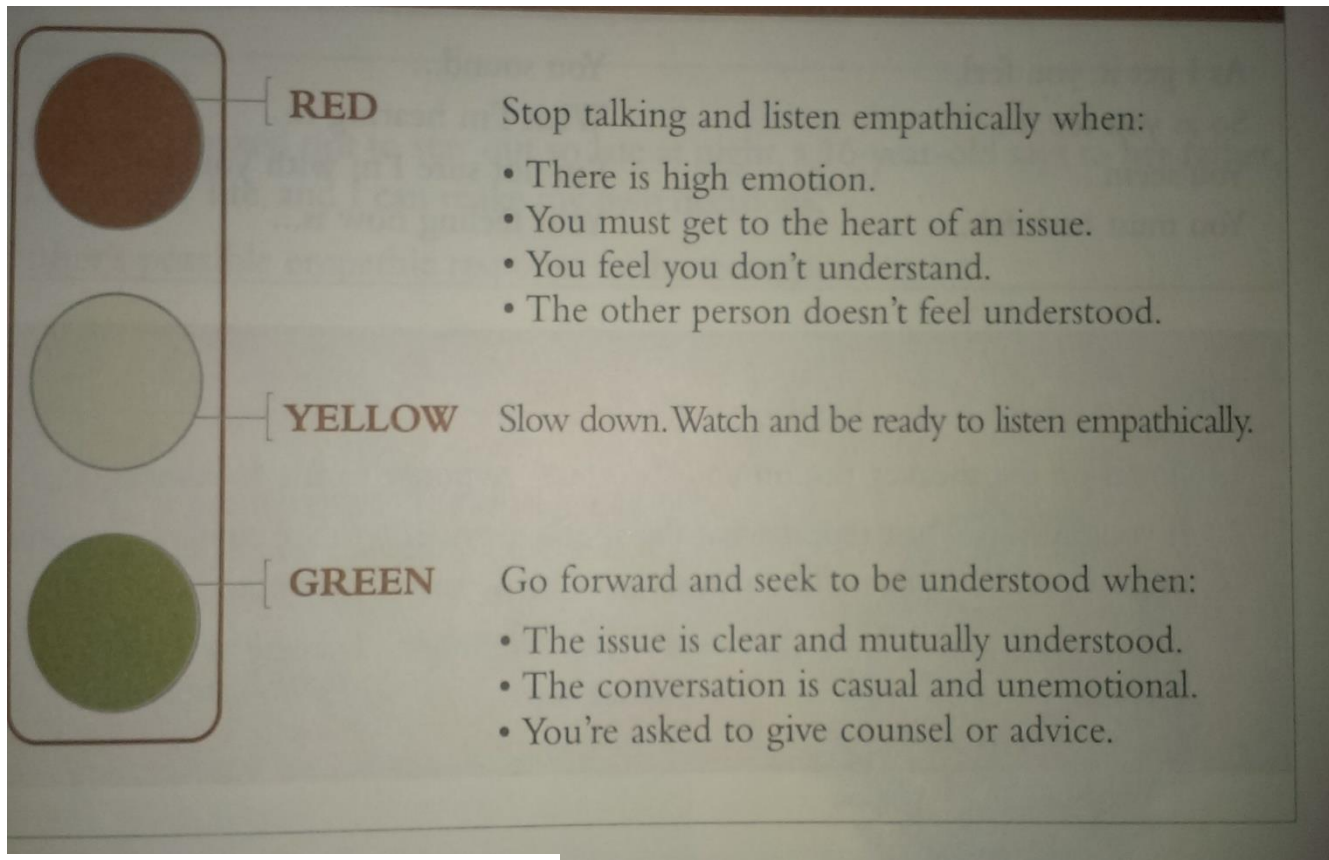 RED Stop talking and listen empathically when:
• There is high emotion.
• You must get to the heart of an issue.
• You feel you don't understand.
• The other person doesn't feel understood.
YELLOW Slow down. Watch and be ready to listen empathically.
GREEN Go forward and seek to be understood when:
• The issue is clear and mutually understood.
• The conversation is casual and unemotional.
• You're asked to give counsel or advice.